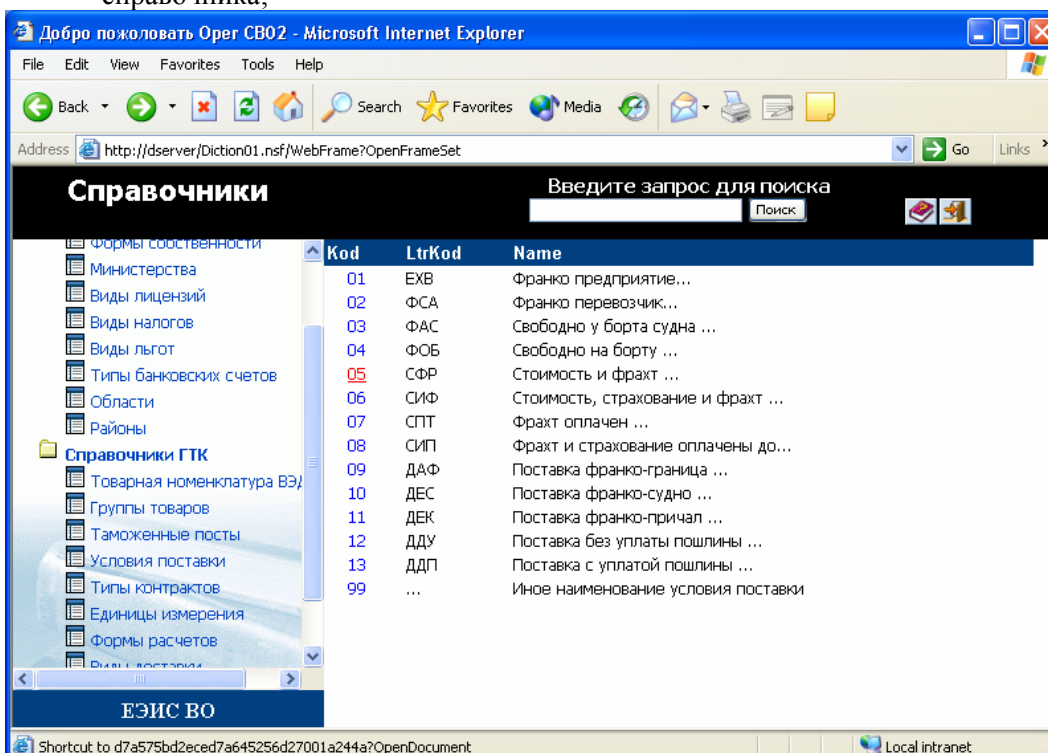 справочника;
Добро пожоловать Oper CB02 - Microsoft Internet Explorer
File Edit View Favorites Tools Help
Back Search Favorites Media
Address http://dserver/Diction01.nsf/WebFrame?OpenFrameSet Go Links
Справочники
Введите запрос для поиска
Поиск
Формы собственности
Министерства
Виды лицензий
Виды налогов
Виды льгот
Типы банковских счетов
Области
Районы
Справочники ГТК
Товарная номенклатура ВЭД
Группы товаров
Таможенные посты
Условия поставки
Типы контрактов
Единицы измерения
Формы расчетов
Виды доставки
ЕЭИС ВО
Kod LtrKod Name
01 ЕХВ Франко предприятие...
02 ФСА Франко перевозчик...
03 ФАС Свободно у борта судна ...
04 ФОБ Свободно на борту ...
05 СФР Стоимость и фрахт ...
06 СИФ Стоимость, страхование и фрахт ...
07 СПТ Фрахт оплачен ...
08 СИП Фрахт и страхование оплачены до...
09 ДАФ Поставка франко-граница ...
10 ДЕС Поставка франко-судно ...
11 ДЕК Поставка франко-причал ...
12 ДДУ Поставка без уплаты пошлины ...
13 ДДП Поставка с уплатой пошлины ...
99 ... Иное наименование условия поставки
Shortcut to d7a575bd2eced7a645256d27001a244a?OpenDocument Local intranet